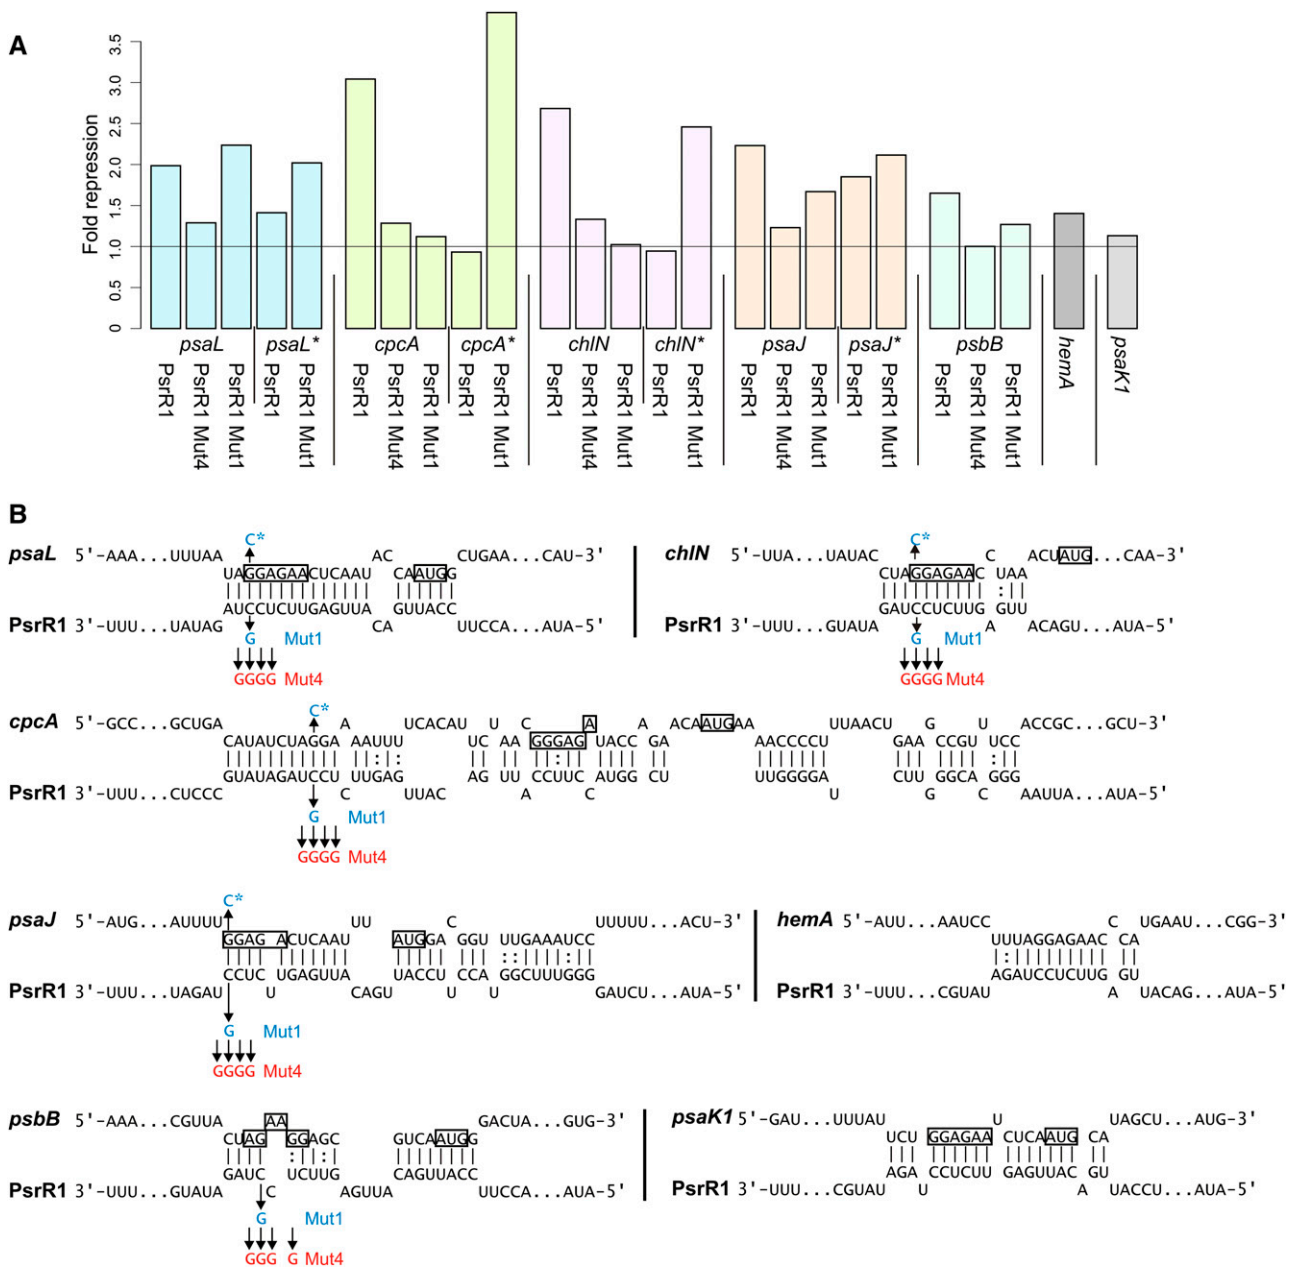 A
Fold repression
3.5
3.0
2.5
2.0
1.5
1.0
0.5
0
psaL psaL* cpcA cpcA* chlN chlN* psaJ psaJ* psbB hemA psaK1
PsrR1 PsrR1 Mut4 PsrR1 Mut1 PsrR1 PsrR1 Mut1 PsrR1 PsrR1 Mut4 PsrR1 Mut1 PsrR1 PsrR1 Mut1 PsrR1 PsrR1 Mut4 PsrR1 Mut1 PsrR1 PsrR1 Mut1 PsrR1 PsrR1 Mut4 PsrR1 Mut1 PsrR1 PsrR1 Mut1 PsrR1 PsrR1 Mut4 PsrR1 Mut1
B
C*
psaL 5'-AAA...UUUAA AC CUGAA...CAU-3'
UAGGAGAACUCAAU CAAUGG
AUCCUCUUGAGUUA GUUACC
PsrR1 3'-UUU...UAUAG CA UUCCA...AUA-5'
G Mut1
GGGG Mut4
C*
chlN 5'-UUA...UAUAC C ACUAUG...CAA-3'
CUAGGAGAAC UAA
GAUCCUCUUG GUU
PsrR1 3'-UUU...GUAUA A ACAGU...AUA-5'
G Mut1
GGGG Mut4
C*
cpcA 5'-GCC...GCUGA A UCACAU U C A A ACAAUGAA UUAACU G U ACCGC...GCU-3'
CAUAUCUAGGA AAUUU UC AA GGGAG UACC GA AACCCCU GAA CCGU UCC
GUAUAGAUCCU UUGAG AG UU CCUUC AUGG CU UUGGGGA CUU GGCA GGG
PsrR1 3'-UUU...CUCCC C UUAC A C U G C AAUUA...AUA-5'
G Mut1
GGGG Mut4
C*
psaJ 5'-AUG...AUUUU UU C UUUUU...ACU-3'
GGAG ACUCAAU AUGGA GGU UUGAAAUCC
CCUC UGAGUUA UACCU CCA GGCUUUGGG
PsrR1 3'-UUU...UAGAU U CAGU U U GAUCU...AUA-5'
G Mut1
GGGG Mut4
hemA 5'-AUU...AAUCC C UGAAU...CGG-3'
UUUAGGAGAAC CA
AGAUCCUCUUG GU
PsrR1 3'-UUU...CGUAU A UACAG...AUA-5'
psbB 5'-AAA...CGUUA AA GACUA...GUG-3'
CUAG GGAGC GUCAAUGG
GAUC UCUUG CAGUUACC
PsrR1 3'-UUU...GUAUA C AGUUA UUCCA...AUA-5'
G Mut1
GGG G Mut4
psaK1 5'-GAU...UUUAU U UAGCU...AUG-3'
UCU GGAGAA CUCAAUG CA
AGA CCUCUU GAGUUAC GU
PsrR1 3'-UUU...CGUAU U A UACCU...AUA-5'